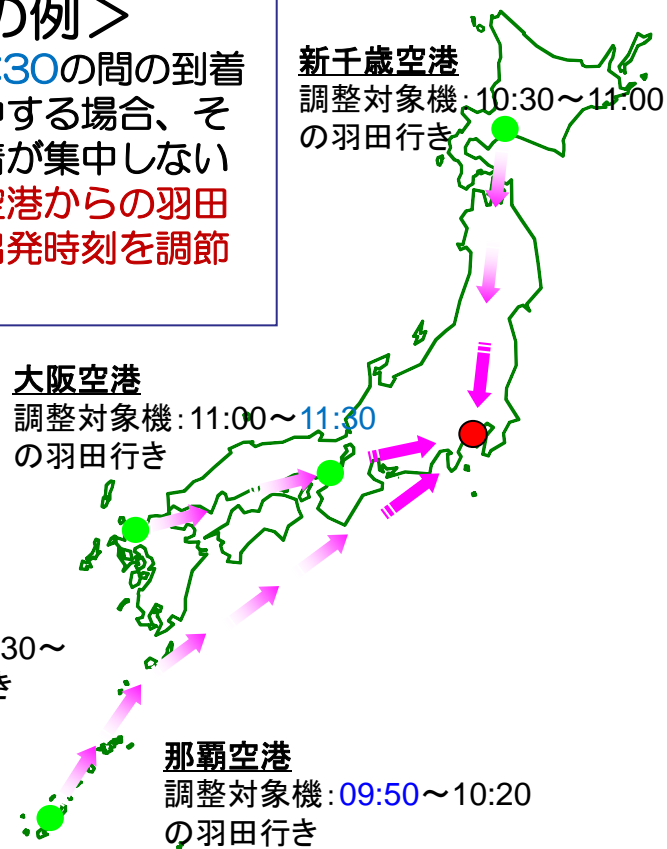 の例＞
:30の間の到着
中する場合、そ
着が集中しない
空港からの羽田
出発時刻を調節
新千歳空港
調整対象機：10:30～11:00
の羽田行き
大阪空港
調整対象機：11:00～11:30
の羽田行き
30～
き
那覇空港
調整対象機：09:50～10:20
の羽田行き